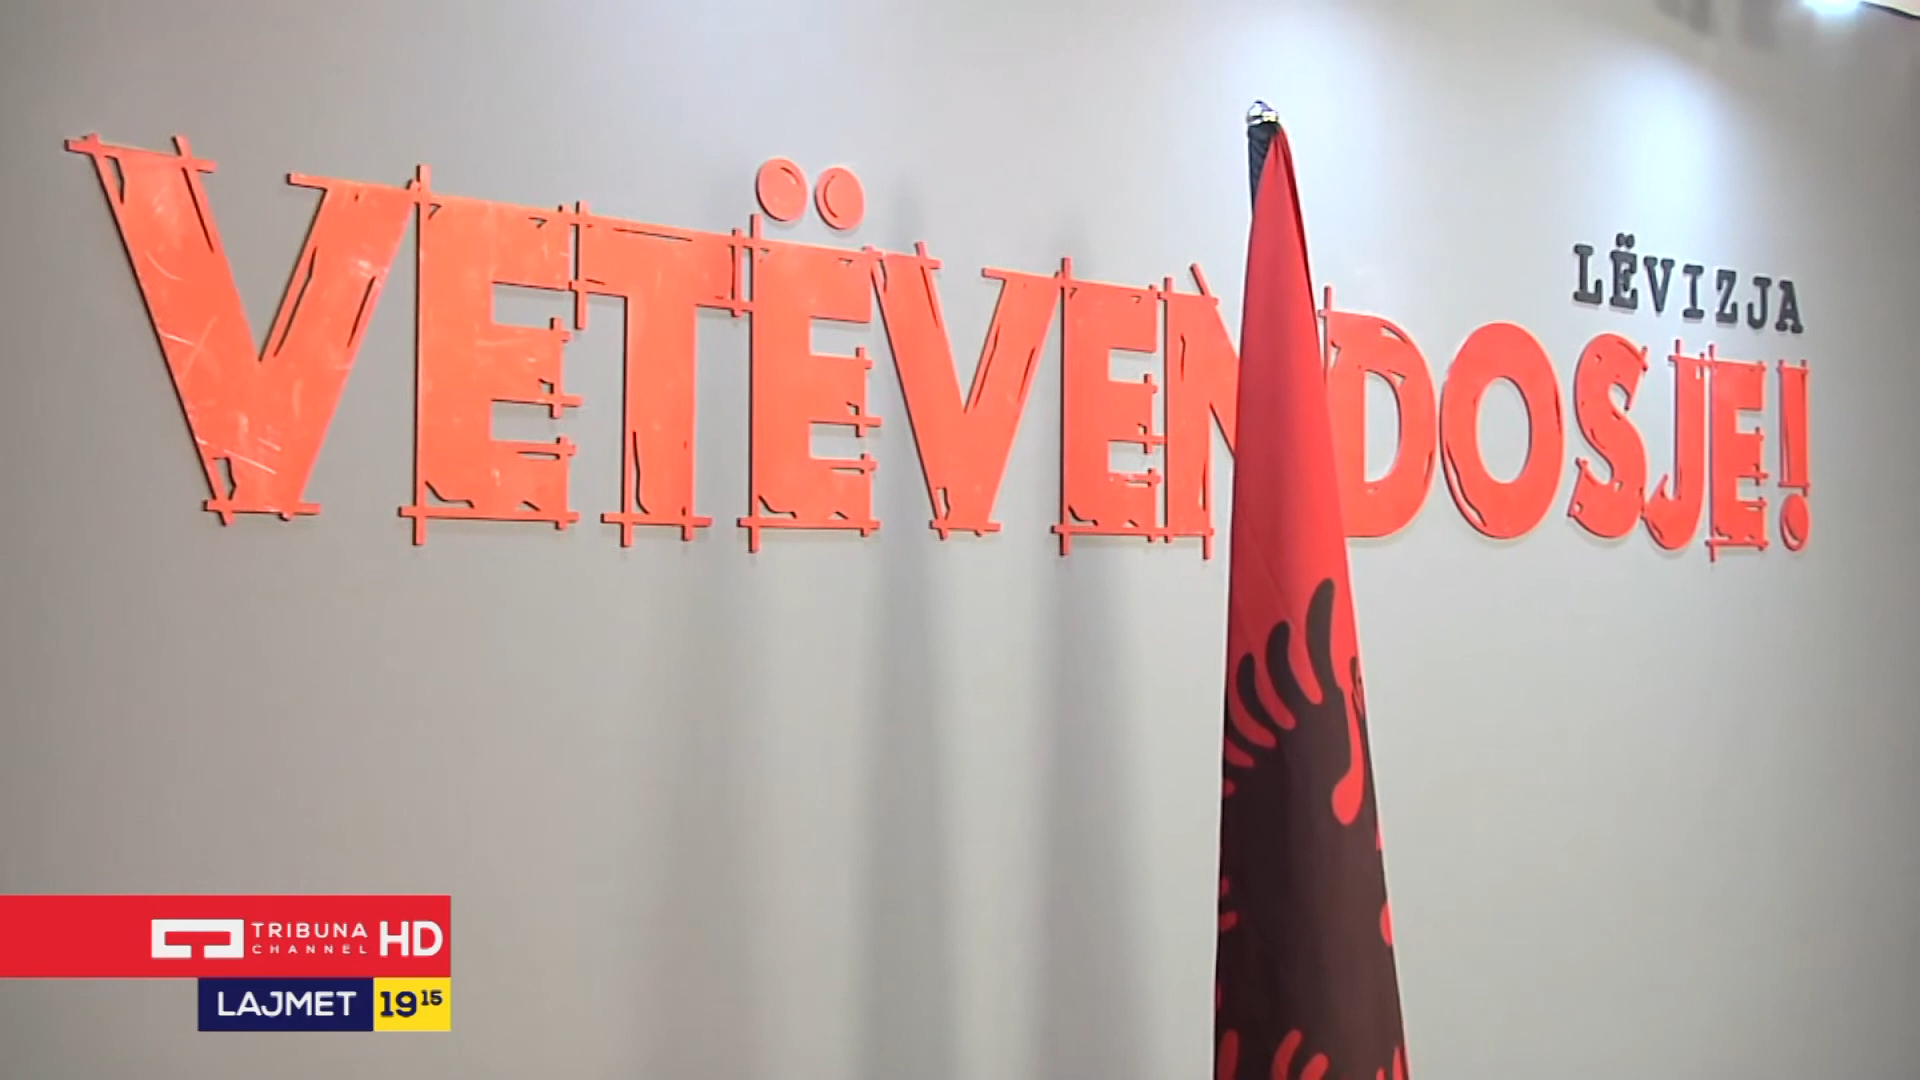 LËVIZJA
VETËVENDOSJE!
TRIBUNA
CHANNEL
HD
LAJMET 19 15